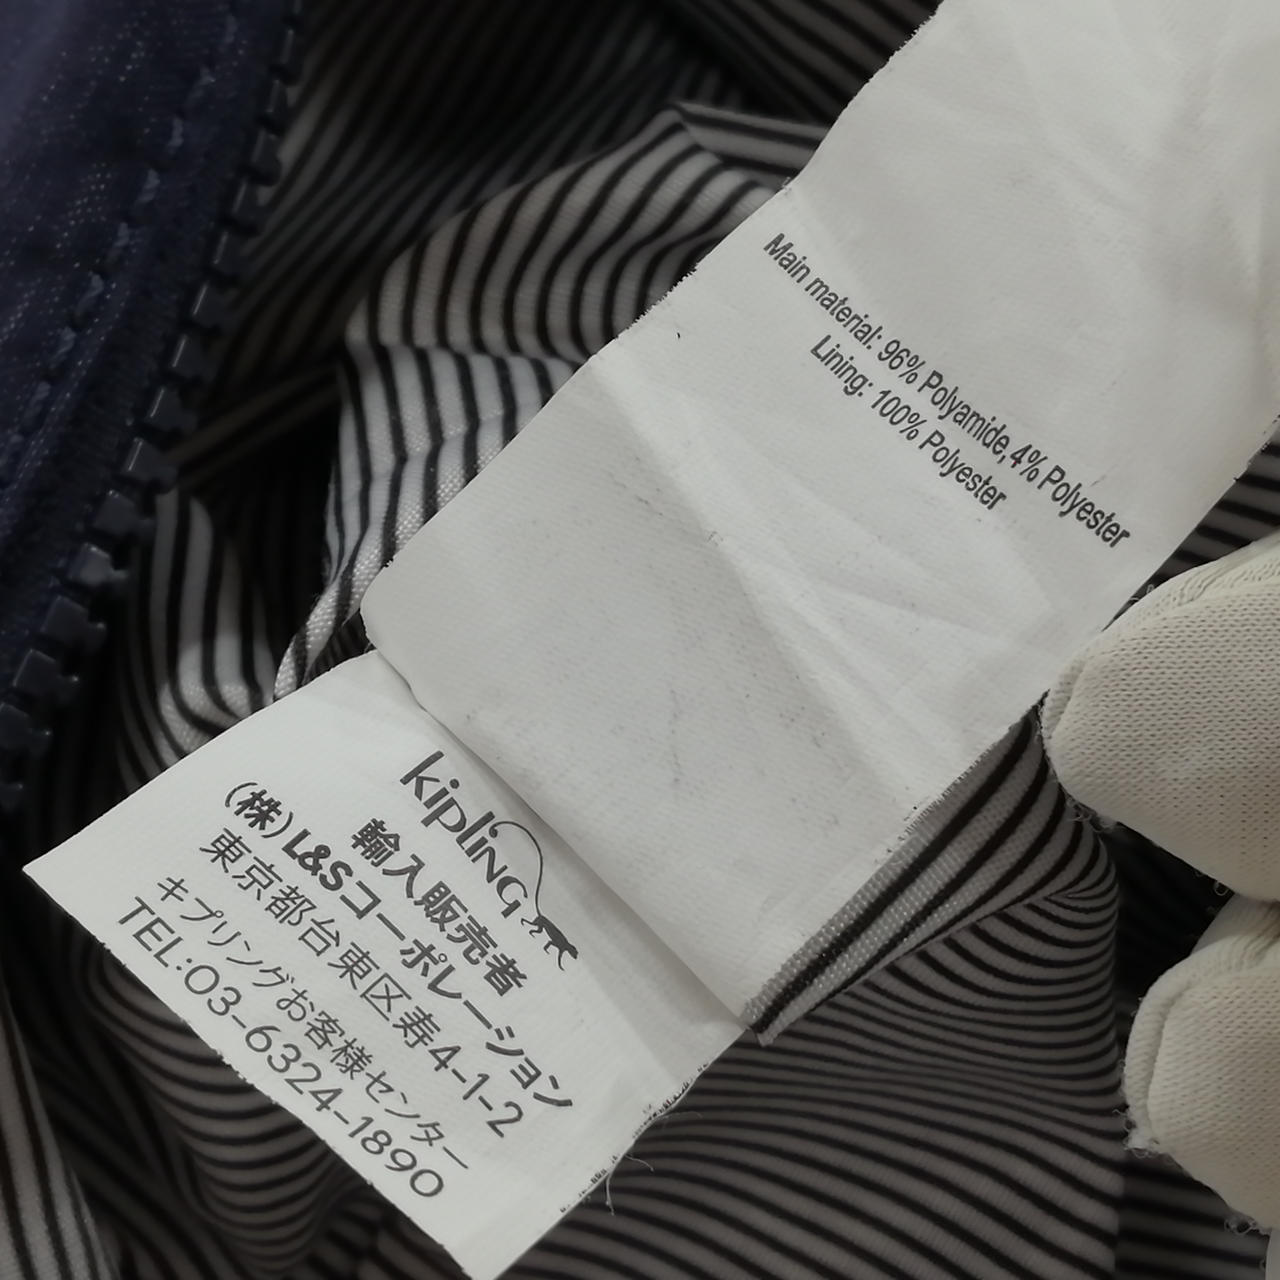 Main material: 96% Polyamide,4% Polyester
Lining: 100% Polyester
kipling
輸入販売者
(株)L&Sコーポレーション
東京都台東区寿4-1-2
キプリングお客様センター
TEL:03-6324-1890